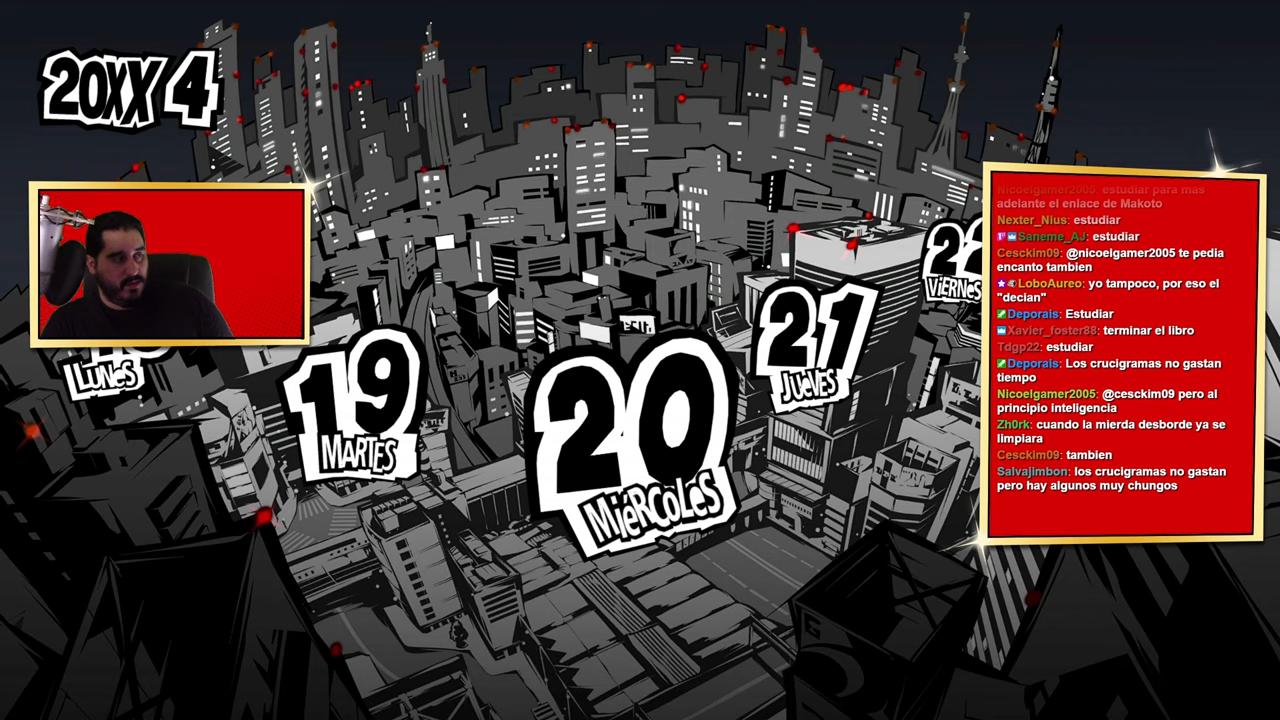 20XX 4
LUNeS
19
MARTES
20
MiéRCoLeS
21
JUeVES
22
ViERNeS
Nicoelgamer2005: estudiar para mas
adelante el enlace de Makoto
Nexter_Nius: estudiar
Saneme_AJ: estudiar
Cesckim09: @nicoelgamer2005 te pedia
encanto tambien
LoboAureo: yo tampoco, por eso el
"decian"
Deporais: Estudiar
Xavier_foster88: terminar el libro
Tdgp22: estudiar
Deporais: Los crucigramas no gastan
tiempo
Nicoelgamer2005: @cesckim09 pero al
principio inteligencia
Zh0rk: cuando la mierda desborde ya se
limpiara
Cesckim09: tambien
Salvajimbon: los crucigramas no gastan
pero hay algunos muy chungos